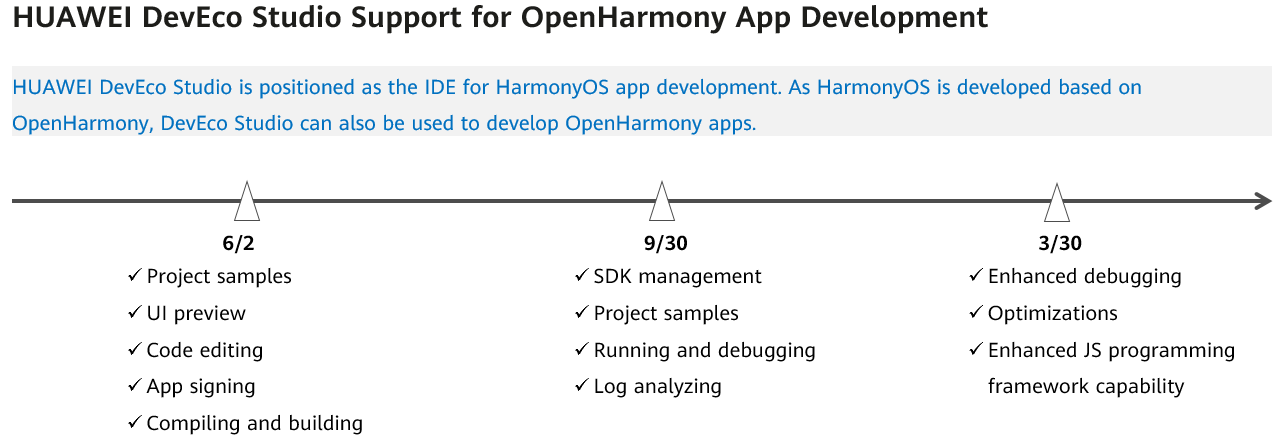 HUAWEI DevEco Studio Support for OpenHarmony App Development
HUAWEI DevEco Studio is positioned as the IDE for HarmonyOS app development. As HarmonyOS is developed based on
OpenHarmony, DevEco Studio can also be used to develop OpenHarmony apps.
6/2
✓ Project samples
✓ UI preview
✓ Code editing
✓ App signing
✓ Compiling and building
9/30
✓ SDK management
✓ Project samples
✓ Running and debugging
✓ Log analyzing
3/30
✓ Enhanced debugging
✓ Optimizations
✓ Enhanced JS programming
framework capability